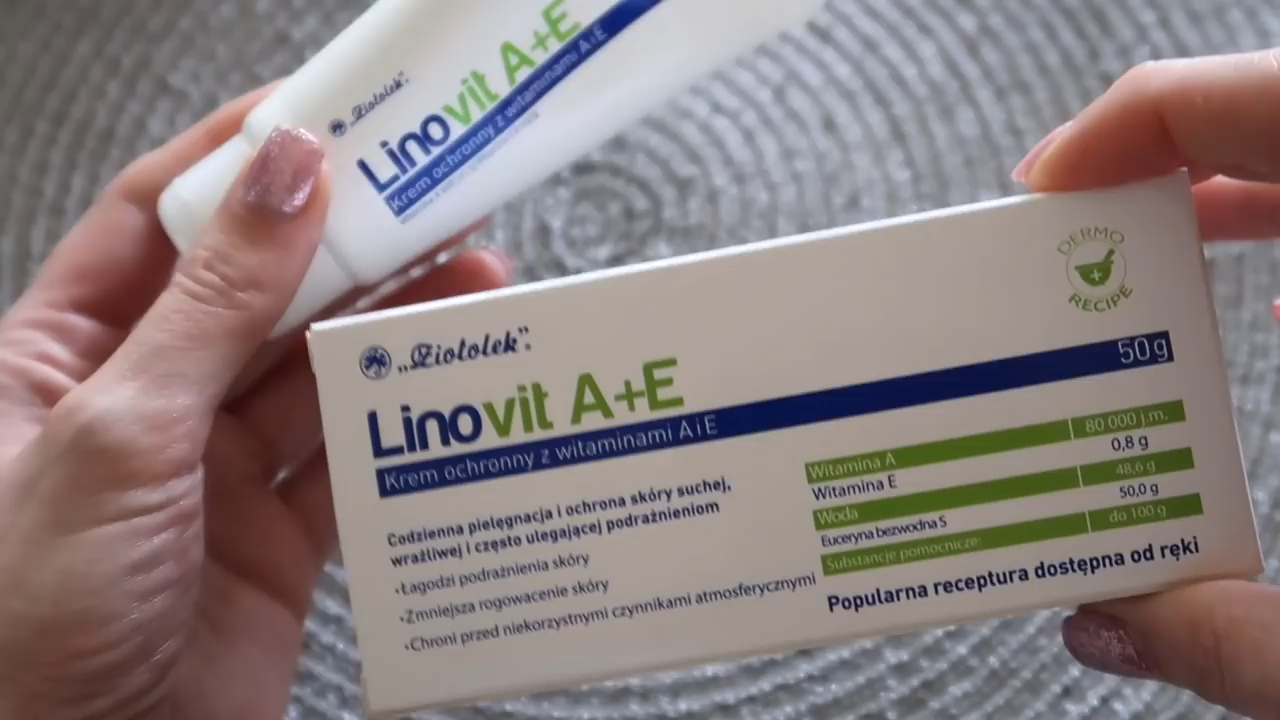 „Ziołolek”.
Linovit A+E
Krem ochronny z witaminami A i E
„Ziołolek”.
Linovit A+E
Krem ochronny z witaminami A i E
50 g
DERMO
RECIPE
Codzienna pielęgnacja i ochrona skóry suchej,
wrażliwej i często ulegającej podrażnieniom
•Łagodzi podrażnienia skóry
•Zmniejsza rogowacenie skóry
•Chroni przed niekorzystnymi czynnikami atmosferycznymi
Witamina A 80 000 j.m.
Witamina E 0,8 g
Woda 48,6 g
Euceryna bezwodna S 50,0 g
Substancje pomocnicze: do 100 g
Popularna receptura dostępna od ręki